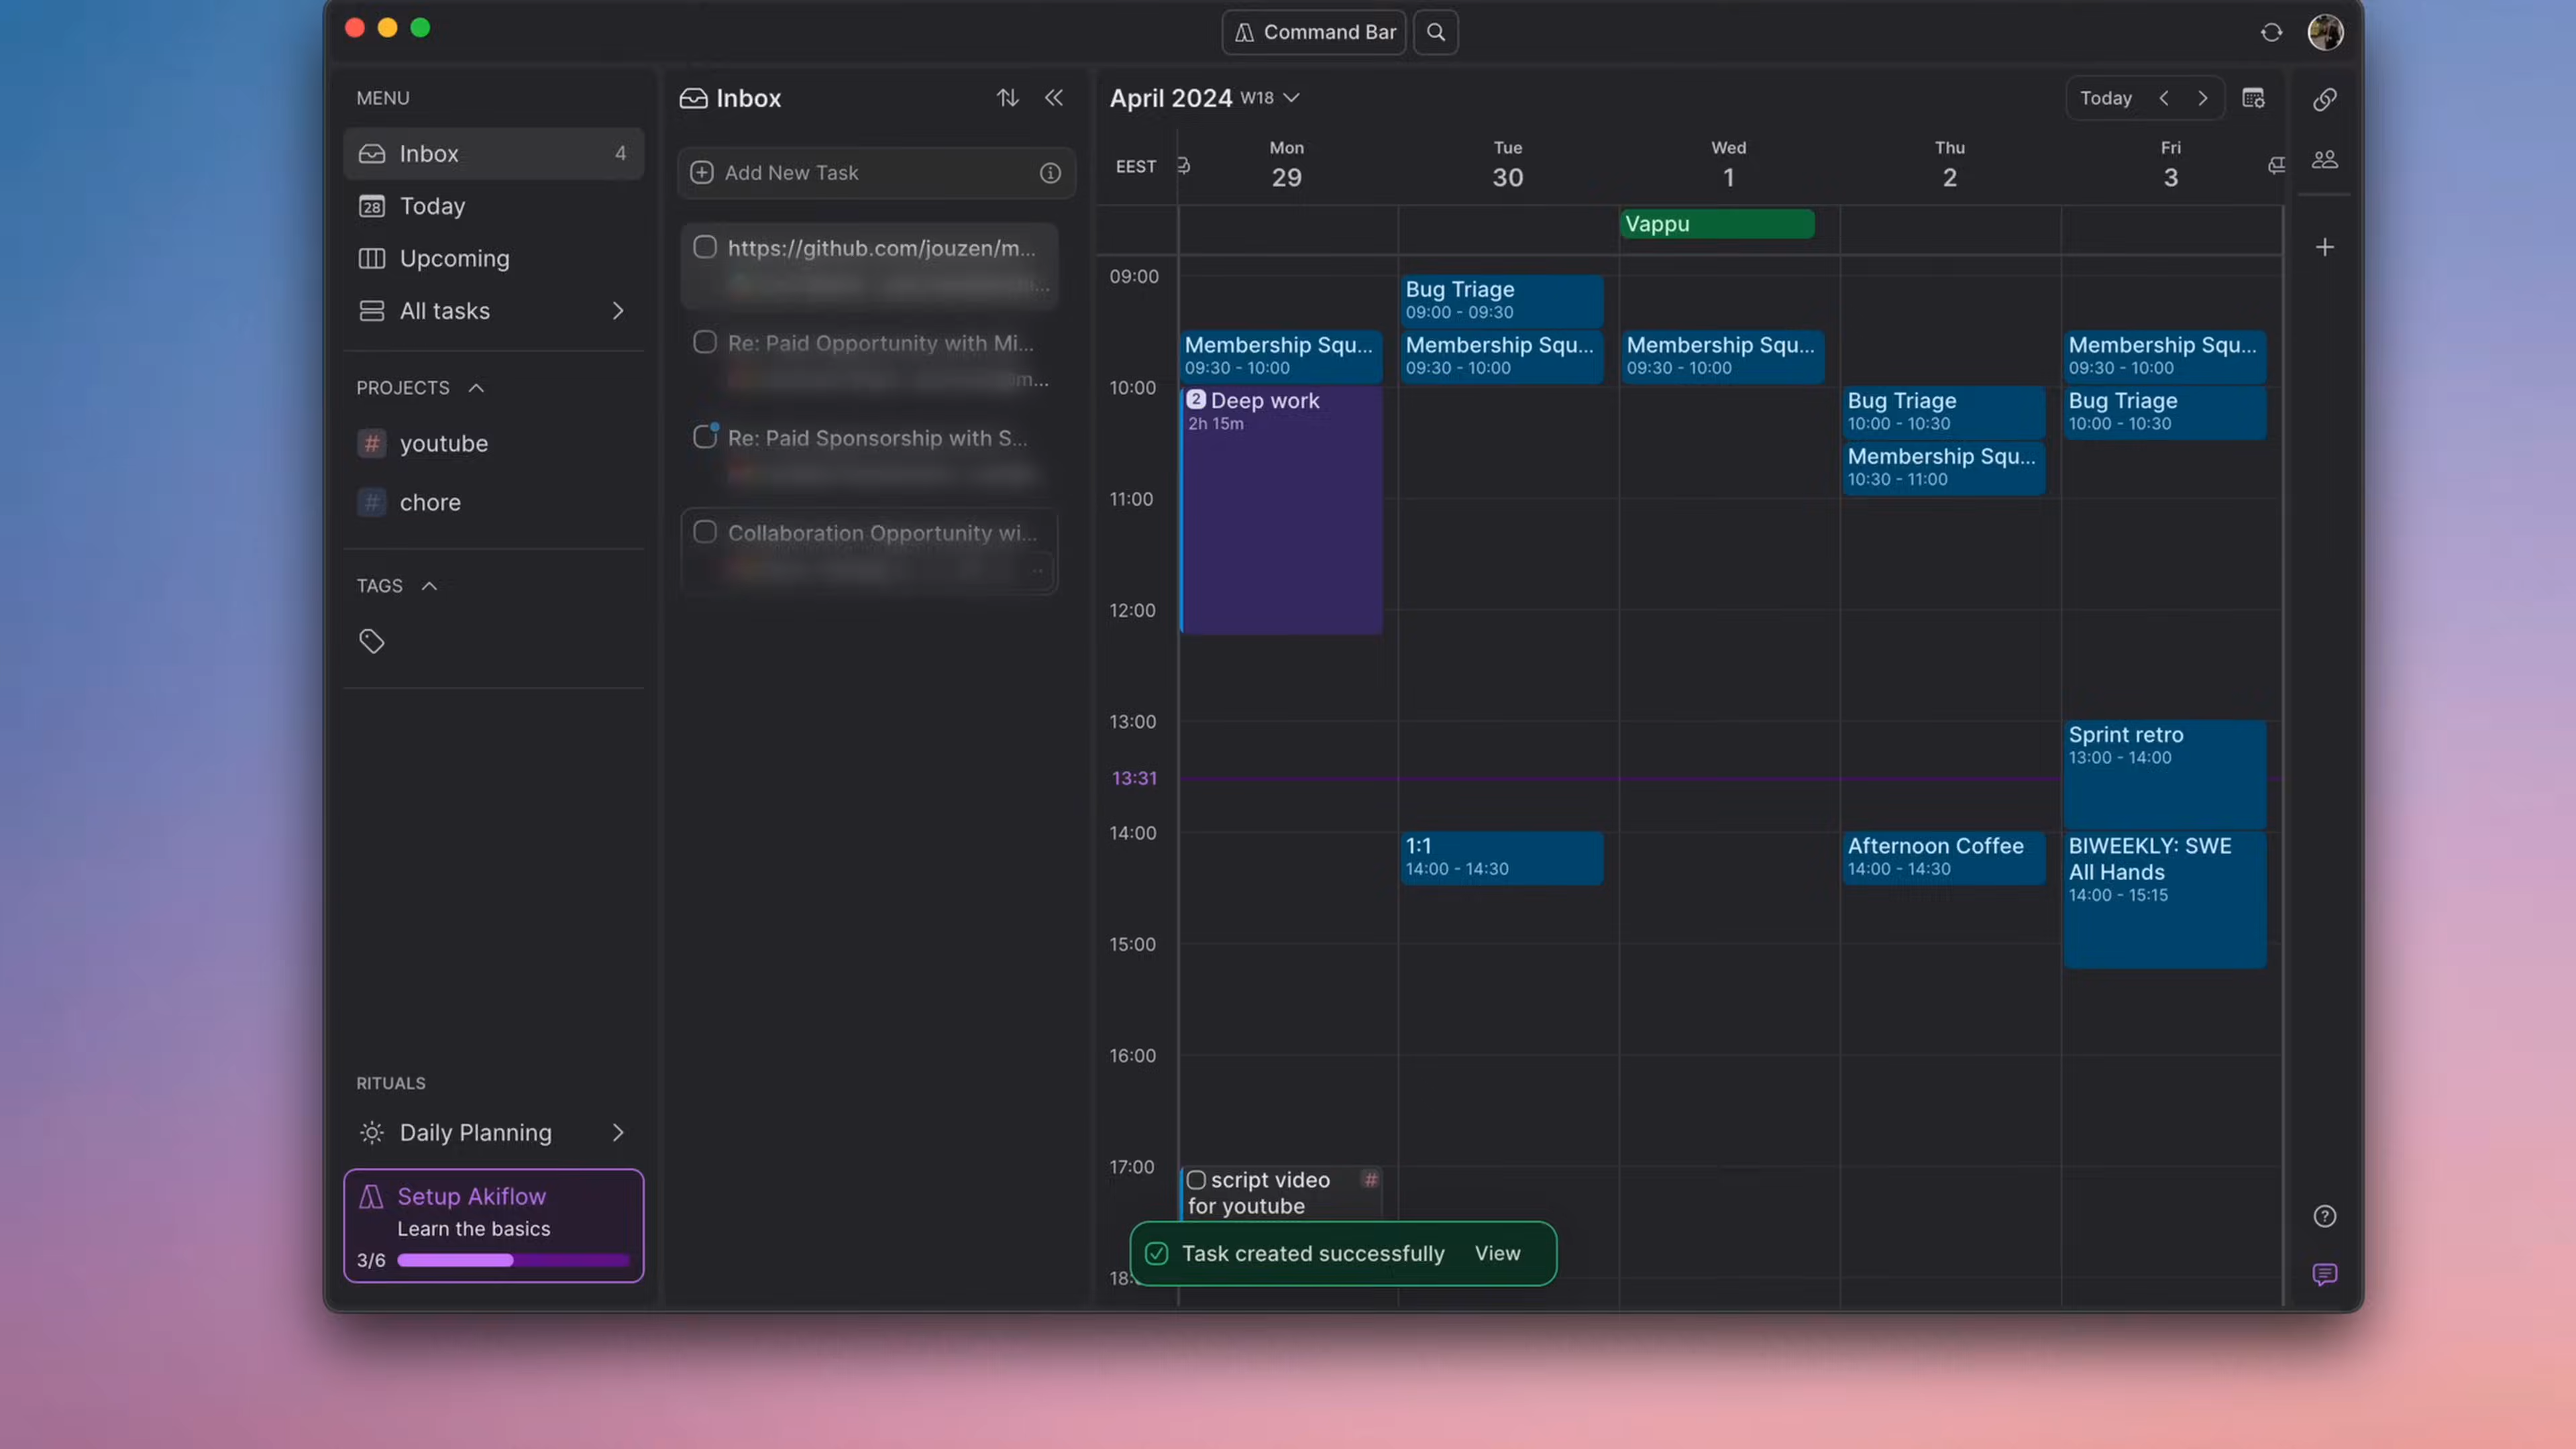 Command Bar
MENU
Inbox 4
28 Today
Upcoming
All tasks
PROJECTS
# youtube
# chore
TAGS
RITUALS
Daily Planning
Setup Akiflow
Learn the basics
3/6
Inbox
Add New Task
https://github.com/jouzen/m...
Re: Paid Opportunity with Mi...
Re: Paid Sponsorship with S...
Collaboration Opportunity wi...
April 2024 W18
Today
EEST
Mon
29
Tue
30
Wed
1
Thu
2
Fri
3
Vappu
09:00
10:00
11:00
12:00
13:00
13:31
14:00
15:00
16:00
17:00
Membership Squ...
09:30 - 10:00
2 Deep work
2h 15m
script video #
for youtube
Bug Triage
09:00 - 09:30
Membership Squ...
09:30 - 10:00
1:1
14:00 - 14:30
Membership Squ...
09:30 - 10:00
Bug Triage
10:00 - 10:30
Membership Squ...
10:30 - 11:00
Afternoon Coffee
14:00 - 14:30
Membership Squ...
09:30 - 10:00
Bug Triage
10:00 - 10:30
Sprint retro
13:00 - 14:00
BIWEEKLY: SWE
All Hands
14:00 - 15:15
Task created successfully View